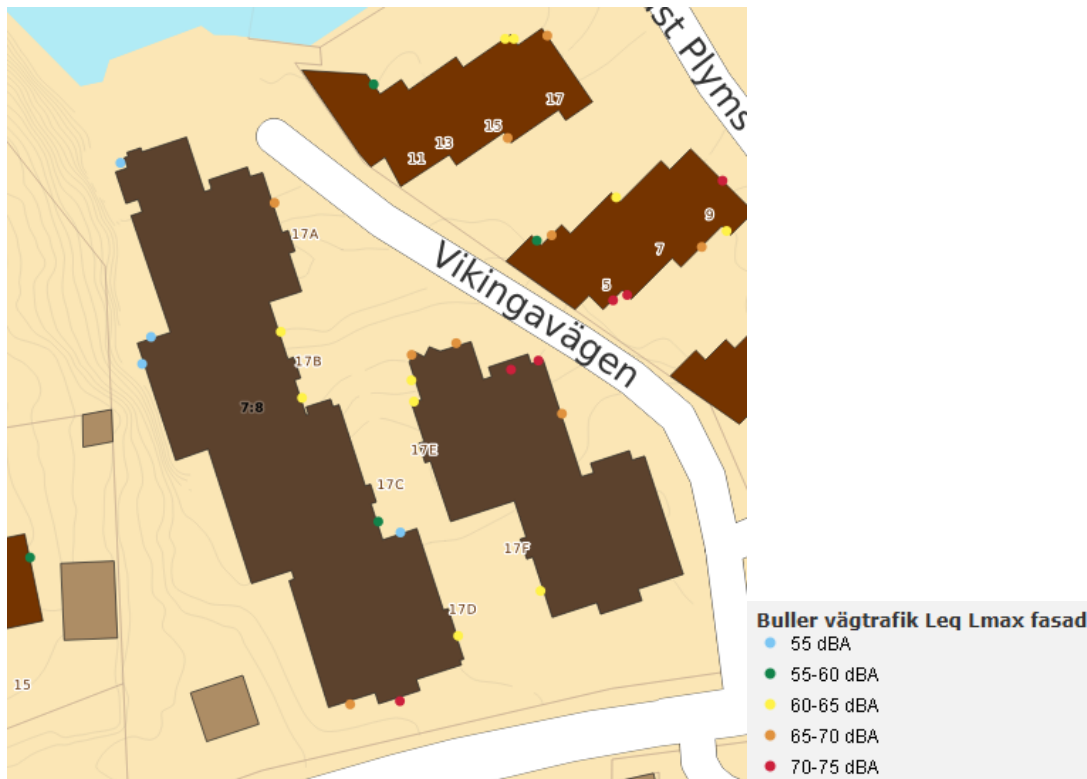 st Plyms
17
15
13
11
9
7
5
17A
Vikingavägen
17B
7:8
17E
17C
17F
17D
15
Buller vägtrafik Leq Lmax fasad
55 dBA
55-60 dBA
60-65 dBA
65-70 dBA
70-75 dBA